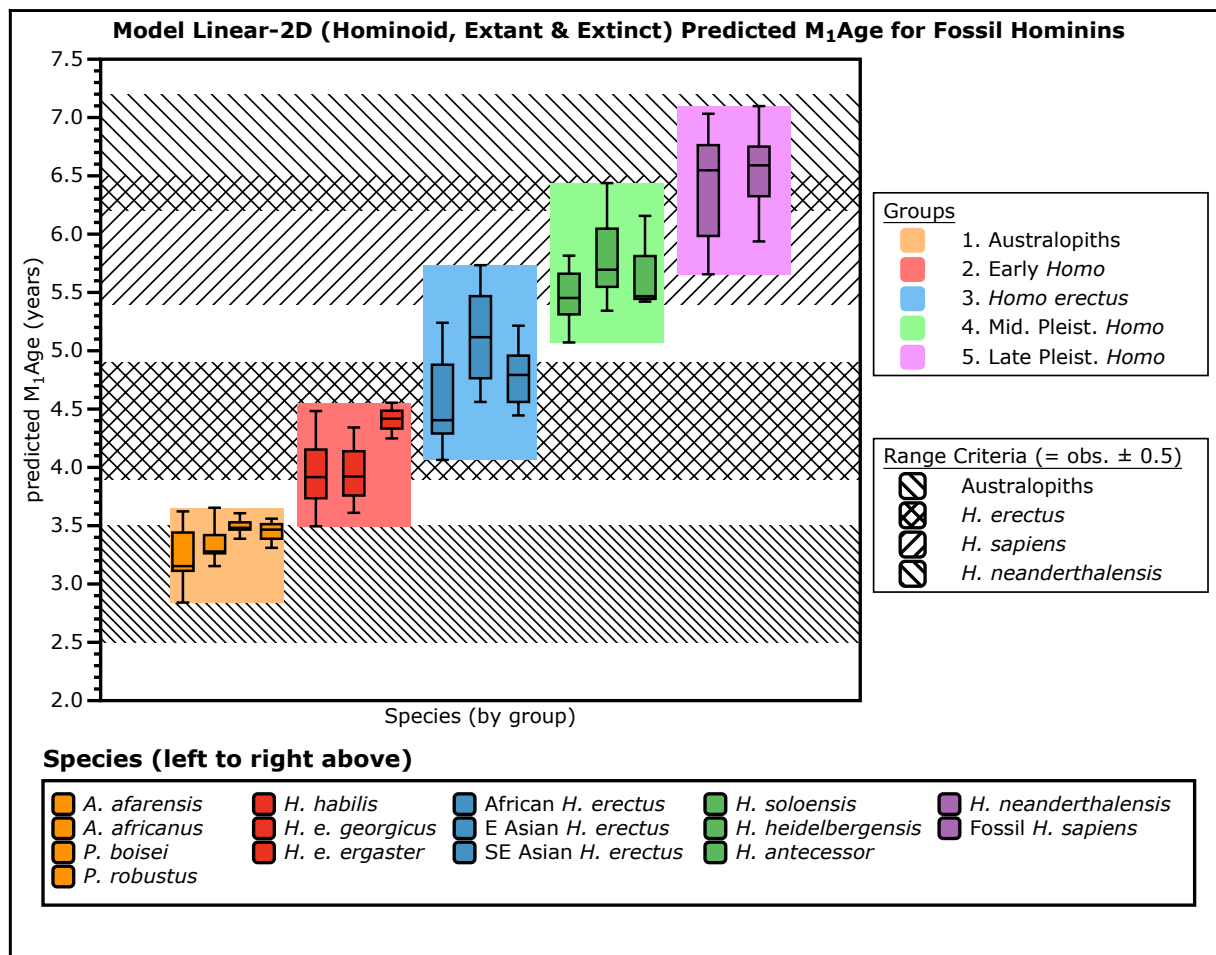 Model Linear-2D (Hominoid, Extant & Extinct) Predicted M₁Age for Fossil Hominins
predicted M₁Age (years)
7.5
7.0
6.5
6.0
5.5
5.0
4.5
4.0
3.5
3.0
2.5
2.0
Species (by group)
Groups
1. Australopiths
2. Early Homo
3. Homo erectus
4. Mid. Pleist. Homo
5. Late Pleist. Homo
Range Criteria (= obs. ± 0.5)
Australopiths
H. erectus
H. sapiens
H. neanderthalensis
Species (left to right above)
A. afarensis
A. africanus
P. boisei
P. robustus
H. habilis
H. e. georgicus
H. e. ergaster
African H. erectus
E Asian H. erectus
SE Asian H. erectus
H. soloensis
H. heidelbergensis
H. antecessor
H. neanderthalensis
Fossil H. sapiens